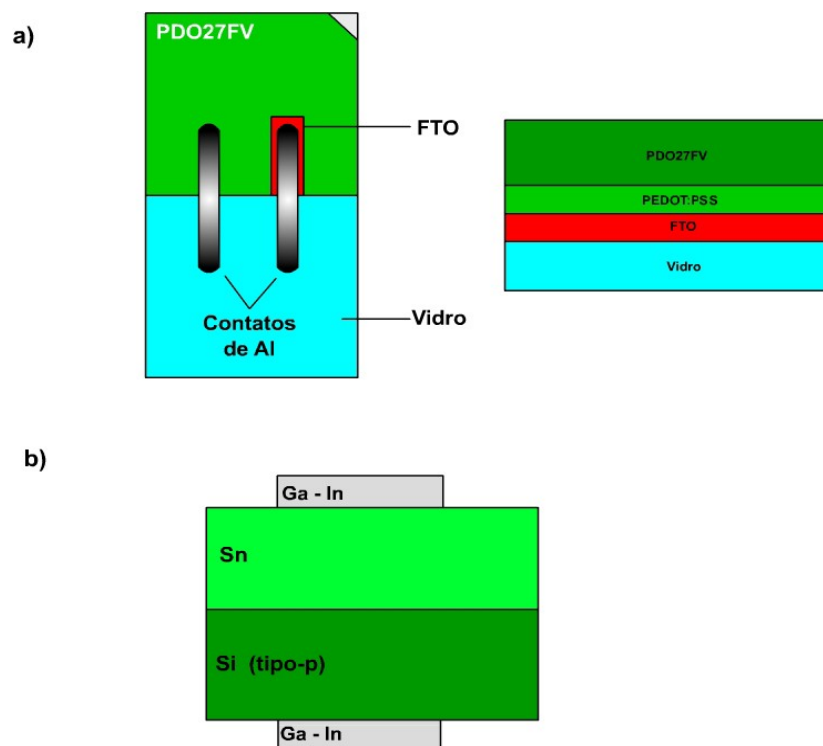 a)
PDO27FV
FTO
Contatos
de Al
Vidro
PDO27FV
PEDOT:PSS
FTO
Vidro
b)
Ga - In
Sn
Si (tipo-p)
Ga - In